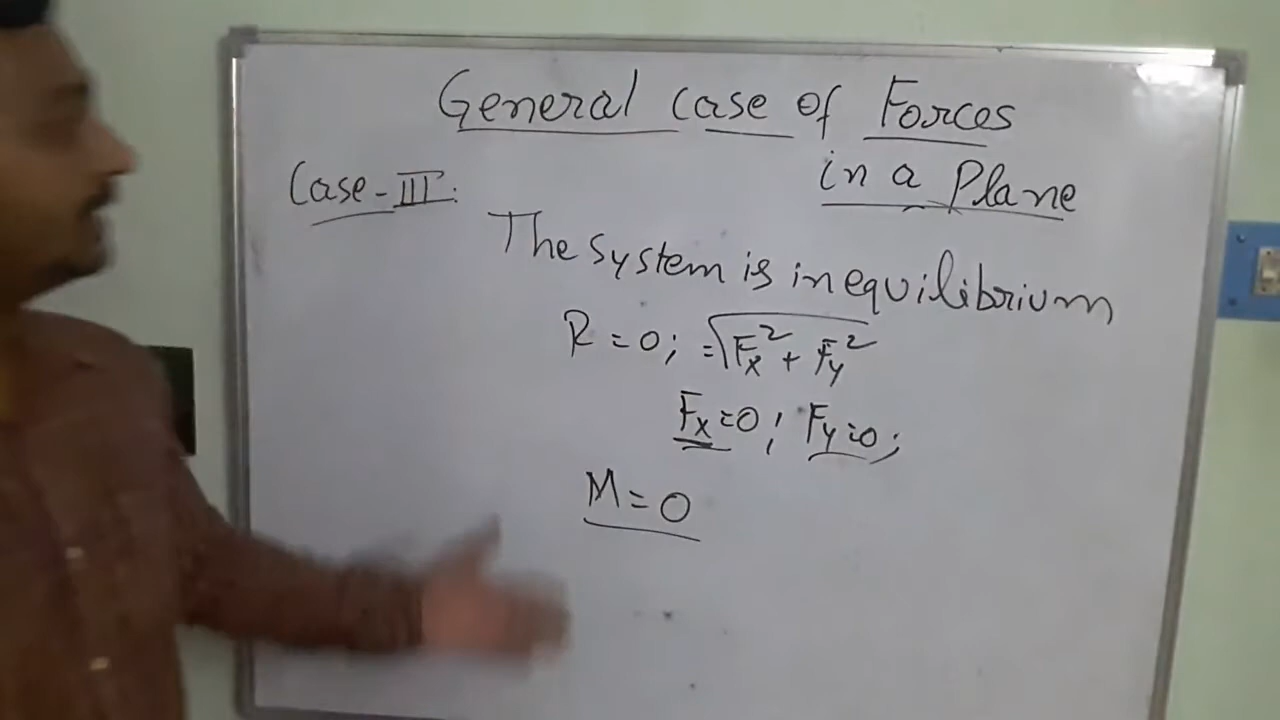 General case of Forces
in a Plane
Case-III:
The system is in equilibrium
R = 0; = √Fx² + Fy²
Fx = 0; Fy = 0;
M = 0